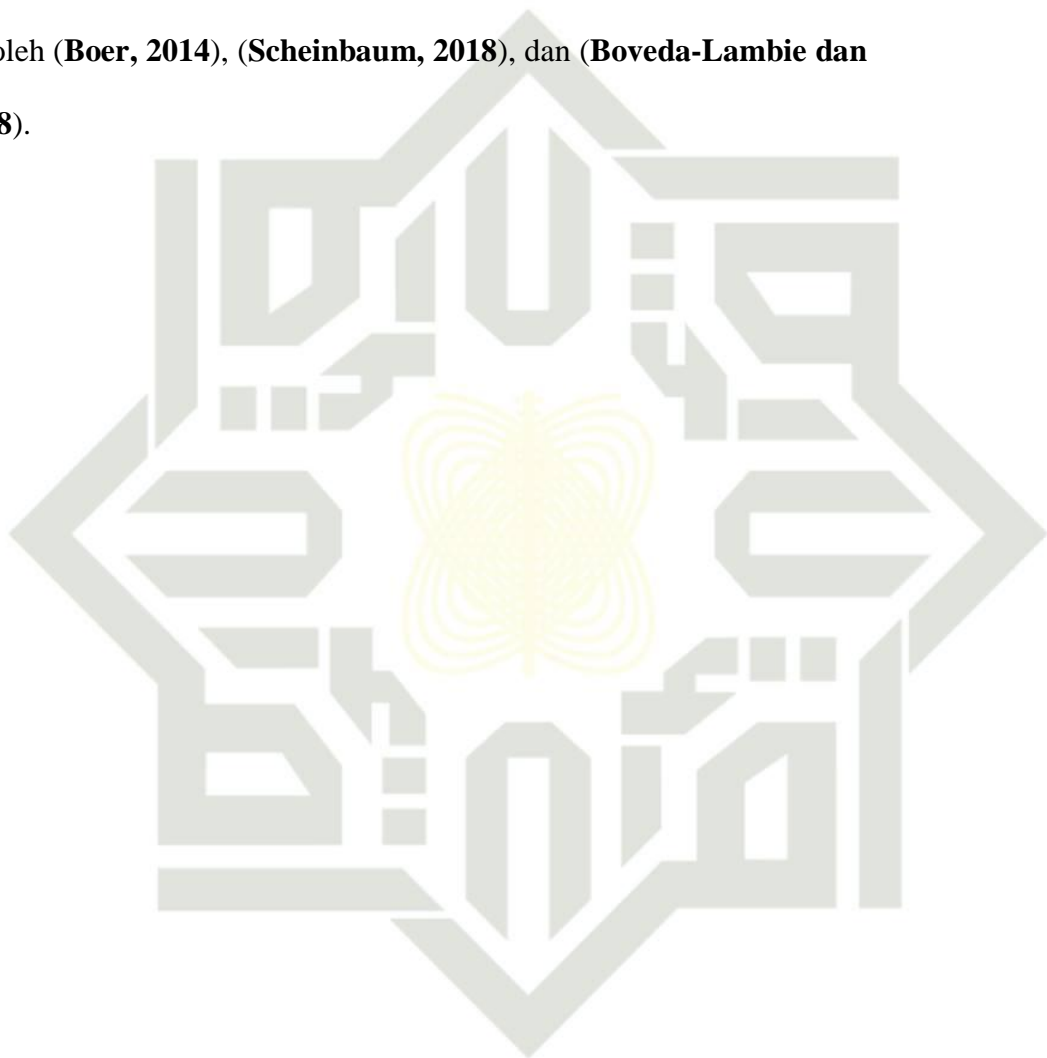 oleh (Boer, 2014), (Scheinbaum, 2018), dan (Boveda-Lambie dan
8).